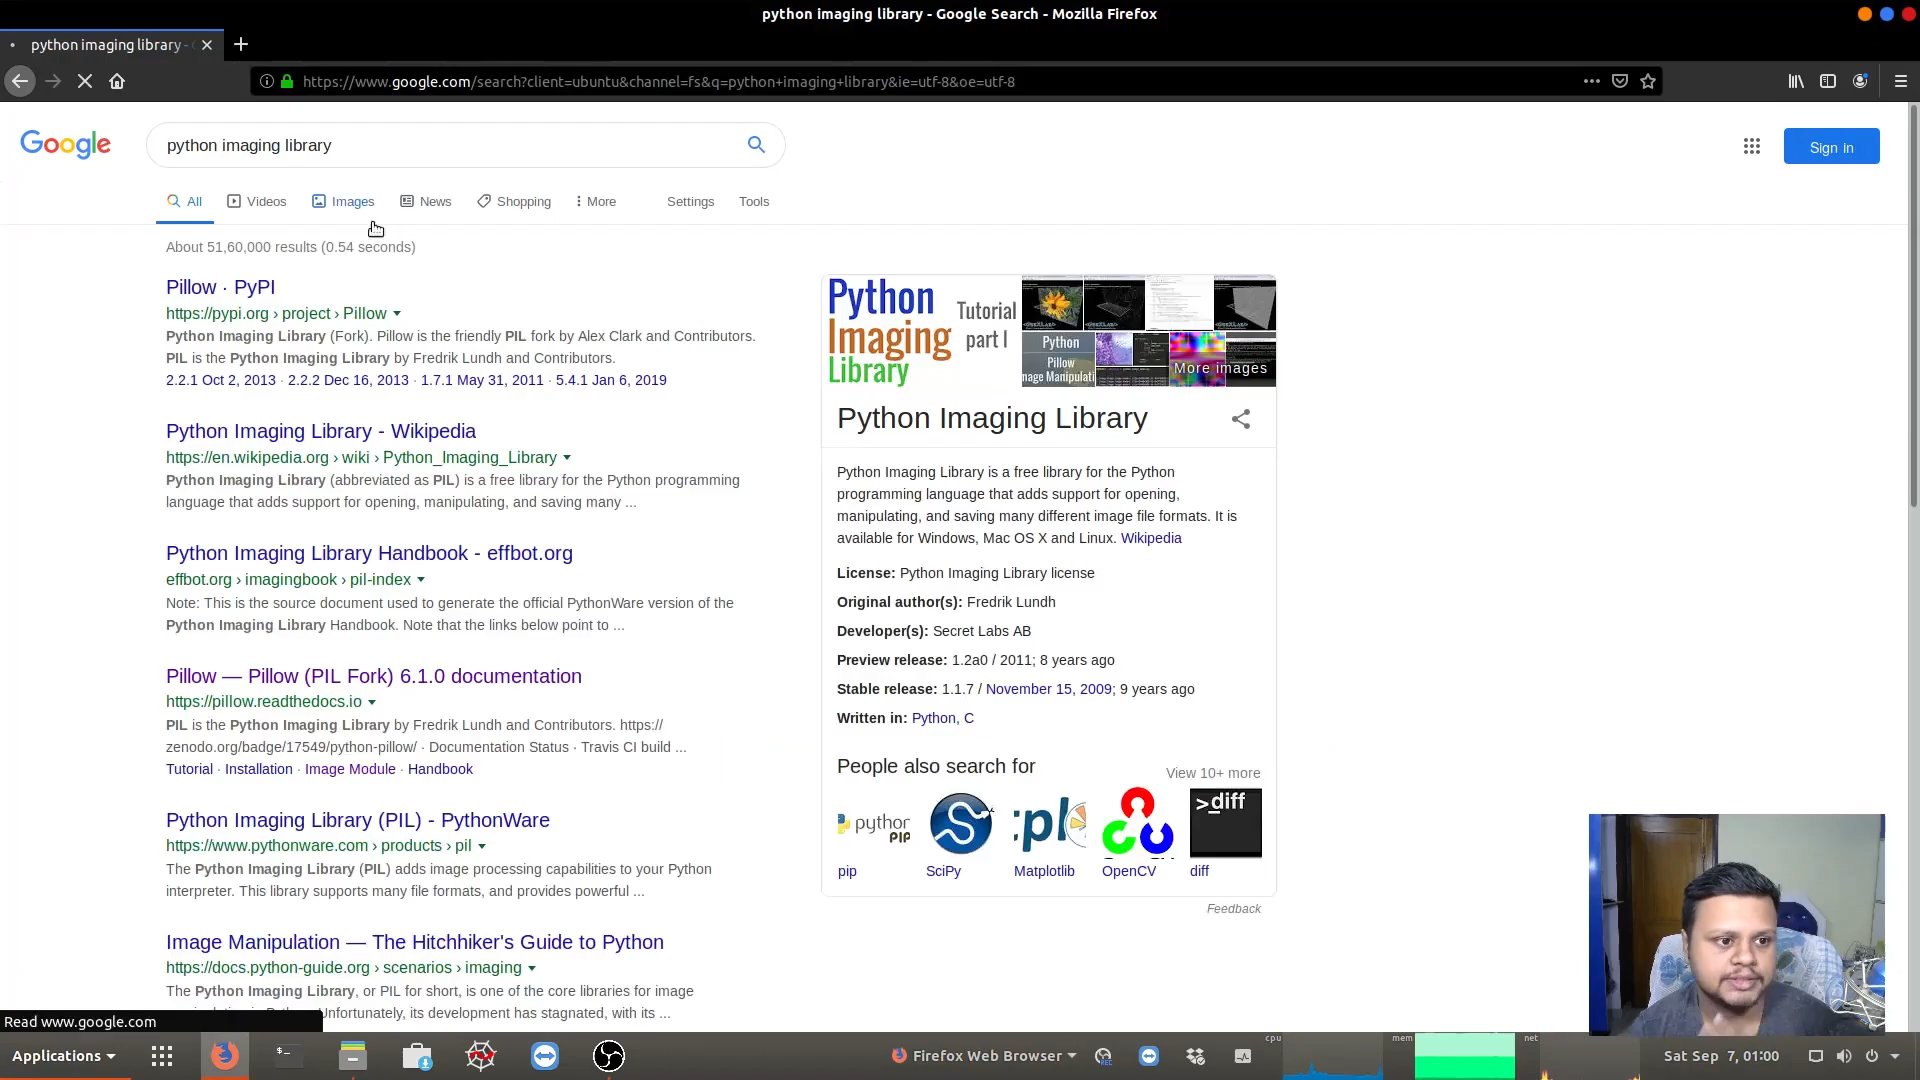 python imaging library - Google Search - Mozilla Firefox
python imaging library -
https://www.google.com/search?client=ubuntu&channel=fs&q=python+imaging+library&ie=utf-8&oe=utf-8
Google
python imaging library
Sign in
All Videos Images News Shopping More Settings Tools
About 51,60,000 results (0.54 seconds)
Pillow · PyPI
https://pypi.org › project › Pillow
Python Imaging Library (Fork). Pillow is the friendly PIL fork by Alex Clark and Contributors.
PIL is the Python Imaging Library by Fredrik Lundh and Contributors.
2.2.1 Oct 2, 2013 · 2.2.2 Dec 16, 2013 · 1.7.1 May 31, 2011 · 5.4.1 Jan 6, 2019
Python Imaging Library - Wikipedia
https://en.wikipedia.org › wiki › Python_Imaging_Library
Python Imaging Library (abbreviated as PIL) is a free library for the Python programming
language that adds support for opening, manipulating, and saving many ...
Python Imaging Library Handbook - effbot.org
effbot.org › imagingbook › pil-index
Note: This is the source document used to generate the official PythonWare version of the
Python Imaging Library Handbook. Note that the links below point to ...
Pillow — Pillow (PIL Fork) 6.1.0 documentation
https://pillow.readthedocs.io
PIL is the Python Imaging Library by Fredrik Lundh and Contributors. https://
zenodo.org/badge/17549/python-pillow/ · Documentation Status · Travis CI build ...
Tutorial · Installation · Image Module · Handbook
Python Imaging Library (PIL) - PythonWare
https://www.pythonware.com › products › pil
The Python Imaging Library (PIL) adds image processing capabilities to your Python
interpreter. This library supports many file formats, and provides powerful ...
Image Manipulation — The Hitchhiker's Guide to Python
https://docs.python-guide.org › scenarios › imaging
The Python Imaging Library, or PIL for short, is one of the core libraries for image
Unfortunately, its development has stagnated, with its ...
Python
Imaging
Library
Tutorial
part I
Python
Pillow
mage Manipulati
More images
Python Imaging Library
Python Imaging Library is a free library for the Python
programming language that adds support for opening,
manipulating, and saving many different image file formats. It is
available for Windows, Mac OS X and Linux. Wikipedia
License: Python Imaging Library license
Original author(s): Fredrik Lundh
Developer(s): Secret Labs AB
Preview release: 1.2a0 / 2011; 8 years ago
Stable release: 1.1.7 / November 15, 2009; 9 years ago
Written in: Python, C
People also search for
View 10+ more
pythor
PIP
:pl
>_diff
pip SciPy Matplotlib OpenCV diff
Feedback
Read www.google.com
Applications
Firefox Web Browser
cpu mem net
Sat Sep 7, 01:00